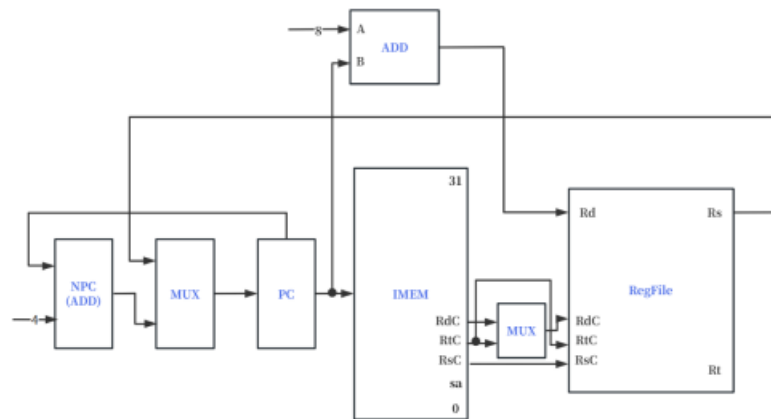 8
A
ADD
B
31
Rd
Rs
NPC
(ADD)
MUX
PC
IMEM
RegFile
4
RdC
MUX
RdC
RtC
RtC
RsC
RsC
Rt
sa
0